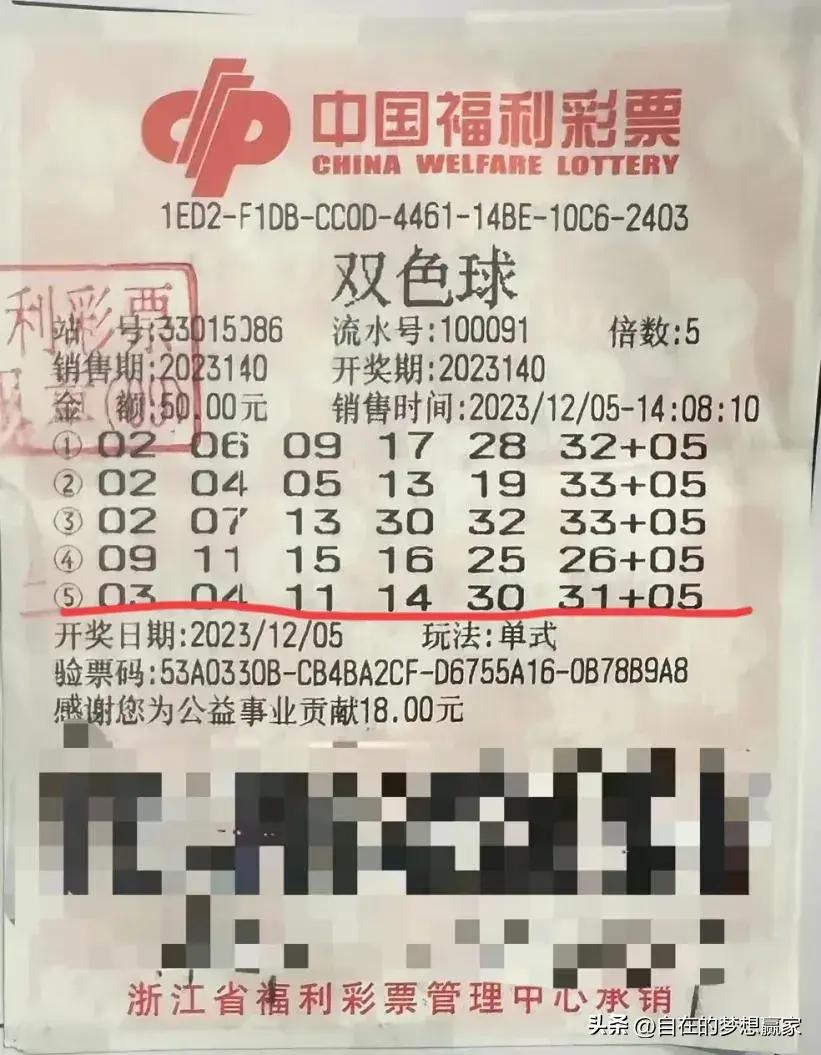 中国福利彩票
CHINA WELFARE LOTTERY
1ED2-F1DB-CC0D-4461-14BE-10C6-2403
双色球
利彩票
站 号:33015086 流水号:100091 倍数:5
销售期:2023140 开奖期:2023140
金 额:50.00元 销售时间:2023/12/05-14:08:10
① 02 06 09 17 28 32+05
② 02 04 05 13 19 33+05
③ 02 07 13 30 32 33+05
④ 09 11 15 16 25 26+05
⑤ 03 04 11 14 30 31+05
开奖日期:2023/12/05 玩法:单式
验票码:53A0330B-CB4BA2CF-D6755A16-0B78B9A8
感谢您为公益事业贡献18.00元
浙江省福利彩票管理中心承销
头条 @自在的梦想赢家